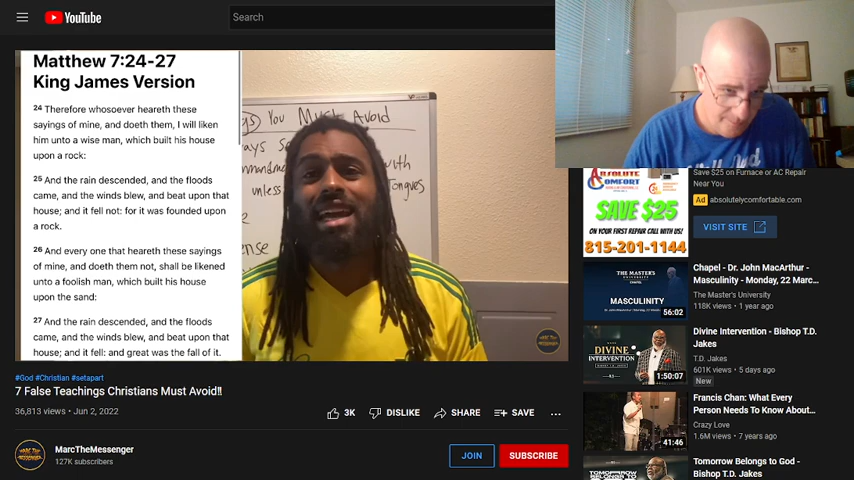 YouTube
Search
Matthew 7:24-27
King James Version
24 Therefore whosoever heareth these
sayings of mine, and doeth them, I will liken
him unto a wise man, which built his house
upon a rock:
25 And the rain descended, and the floods
came, and the winds blew, and beat upon that
house; and it fell not: for it was founded upon
a rock.
26 And every one that heareth these sayings
of mine, and doeth them not, shall be likened
unto a foolish man, which built his house
upon the sand:
27 And the rain descended, and the floods
came, and the winds blew, and beat upon that
house; and it fell: and great was the fall of it.
You Must Avoid
with
unless
Tongues
#God #Christian #setapart
7 False Teachings Christians Must Avoid!!
36,813 views • Jun 2, 2022
3K
DISLIKE
SHARE
SAVE
...
MarcTheMessenger
127K subscribers
JOIN
SUBSCRIBE
ABSOLUTE
COMFORT
SAVE $25
ON YOUR FIRST REPAIR CALL WITH US!
815-201-1144
Save $25 on Furnace or AC Repair
Near You
Ad absolutelycomfortable.com
VISIT SITE
THE MASTER'S
UNIVERSITY
CHAPEL
MASCULINITY
56:02
Chapel - Dr. John MacArthur -
Masculinity - Monday, 22 Marc...
The Master's University
118K views • 1 year ago
DIVINE
INTERVENTION
1:50:07
Divine Intervention - Bishop T.D.
Jakes
T.D. Jakes
601K views • 5 days ago
New
41:46
Francis Chan: What Every
Person Needs To Know About...
Crazy Love
1.6M views • 7 years ago
TOMORROW
Tomorrow Belongs to God -
Bishop T.D. Jakes